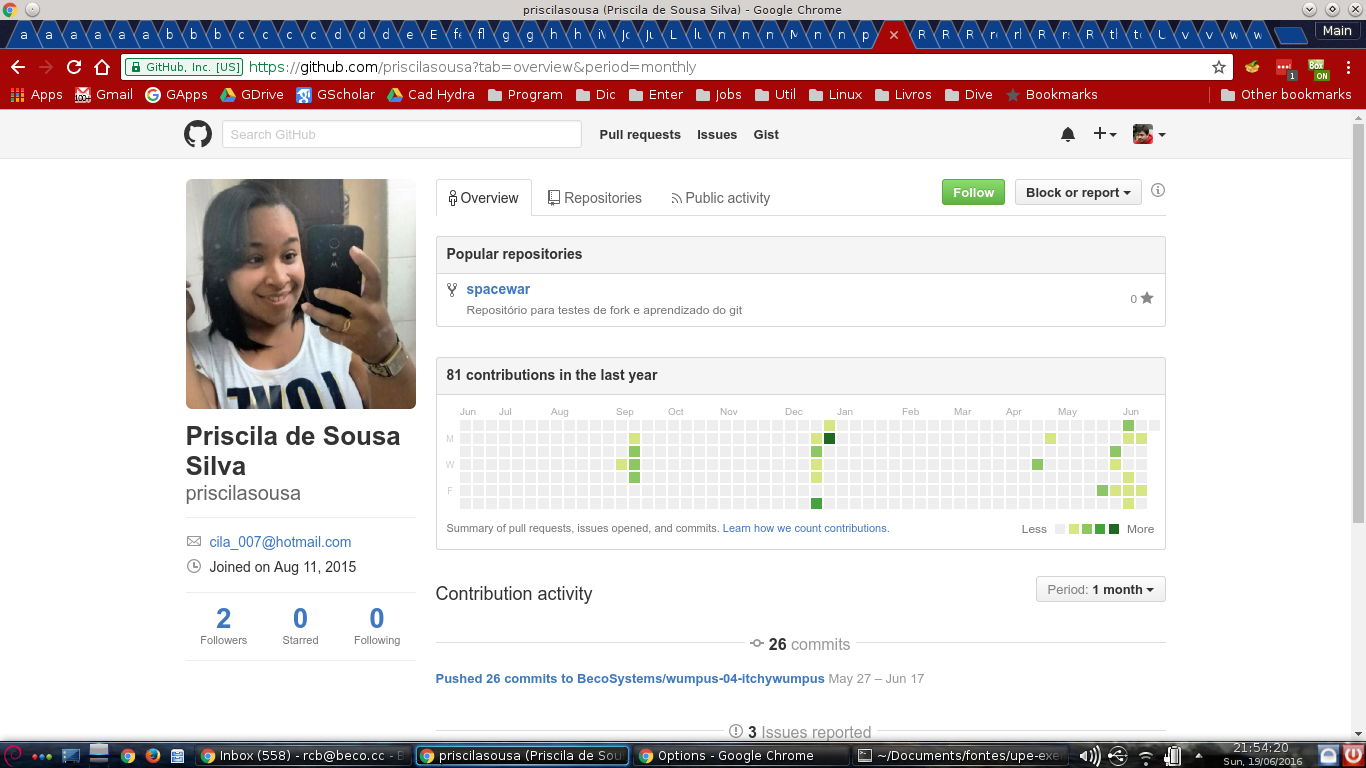 priscilasousa (Priscila de Sousa Silva) - Google Chrome
a a a a a a b b b c c d d d e E g g h h n n n M n p R R R R R U v v w w Main
GitHub, Inc. [US] https://github.com/priscilasousa?tab=overview&period=monthly 1 BOX ON
Apps 100+ Gmail GApps GDrive GScholar Cad Hydra Program Dic Enter Jobs Util Linux Livros Dive Bookmarks Other bookmarks
Search GitHub Pull requests Issues Gist
Overview Repositories Public activity Follow Block or report
Popular repositories
spacewar
Repositório para testes de fork e aprendizado do git 0
81 contributions in the last year
Jun Jul Aug Sep Oct Nov Dec Jan Feb Mar Apr May Jun
M
W
F
Summary of pull requests, issues opened, and commits. Learn how we count contributions. Less More
Priscila de Sousa
Silva
priscilasousa
cila_007@hotmail.com
Joined on Aug 11, 2015
2 0 0
Followers Starred Following
Contribution activity Period: 1 month
26 commits
Pushed 26 commits to BecoSystems/wumpus-04-itchywumpus May 27 – Jun 17
3 Issues reported
Inbox (558) - rcb@beco.cc - B priscilasousa (Priscila de Sou Options - Google Chrome ~/Documents/fontes/upe-exe 21:54:20
Sun, 19/06/2016